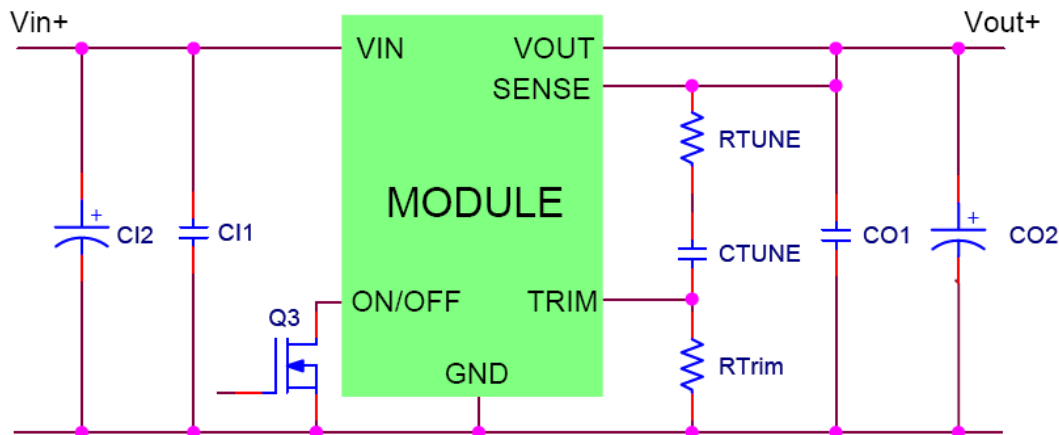 Vin+
Vout+
VIN
VOUT
SENSE
RTUNE
MODULE
CI2
CI1
CTUNE
CO1
CO2
ON/OFF
TRIM
Q3
RTrim
GND
+
+